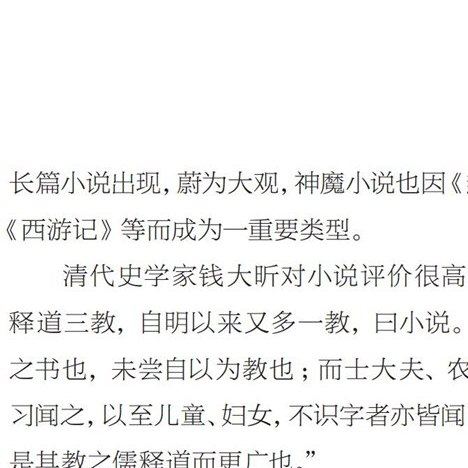 长篇小说出现，蔚为大观，神魔小说也因《
《西游记》等而成为一重要类型。
清代史学家钱大昕对小说评价很高
释道三教，自明以来又多一教，曰小说。
之书也，未尝自以为教也；而士大夫、农
习闻之，以至儿童、妇女，不识字者亦皆闻
是其教之儒释道而更广也。”